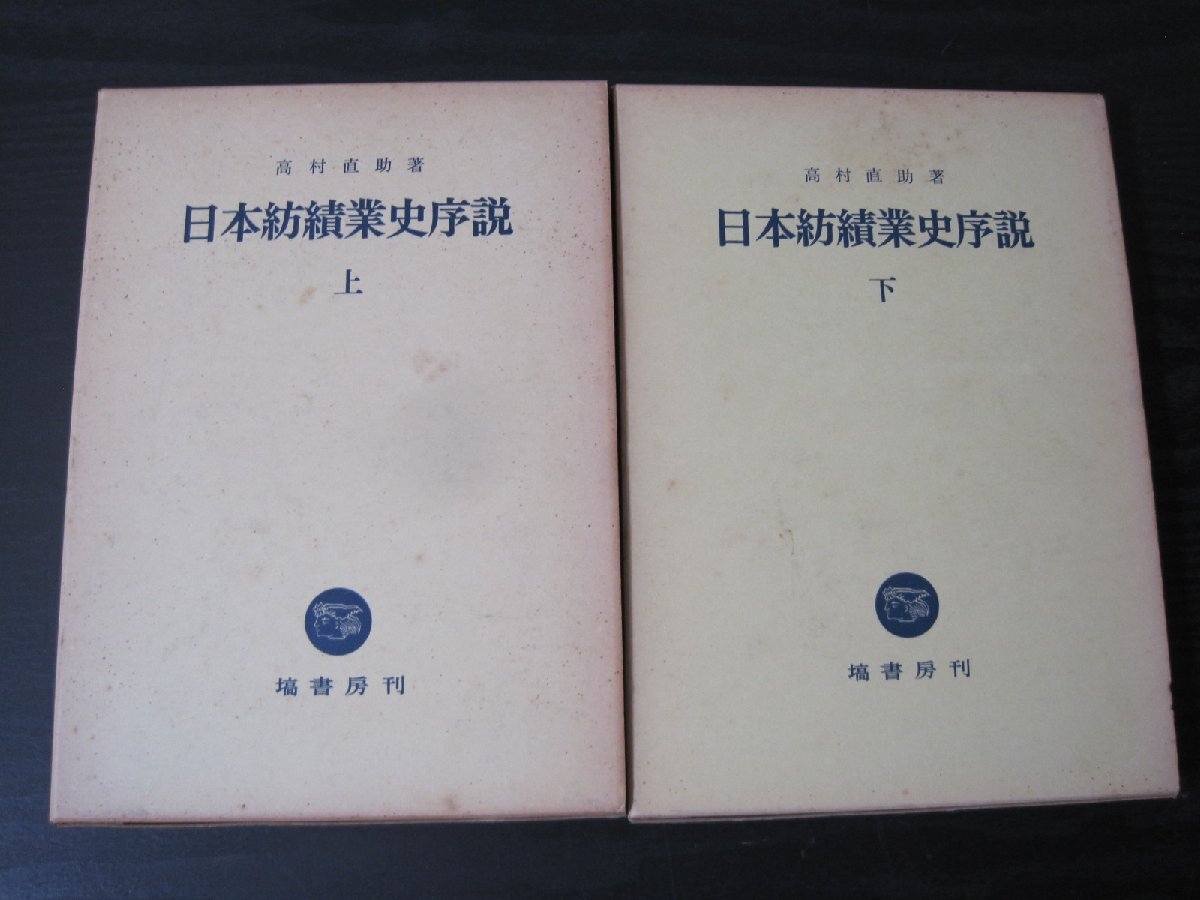 高村直助著
日本紡績業史序説
上
塙書房刊
高村直助著
日本紡績業史序説
下
塙書房刊